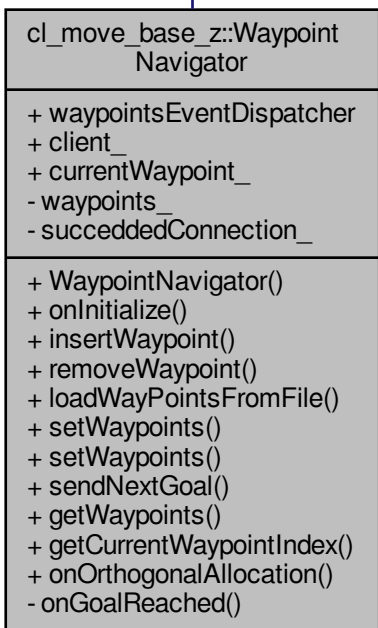 cl_move_base_z::Waypoint
Navigator
+ waypointsEventDispatcher
+ client_
+ currentWaypoint_
- waypoints_
- succeddedConnection_
+ WaypointNavigator()
+ onInitialize()
+ insertWaypoint()
+ removeWaypoint()
+ loadWayPointsFromFile()
+ setWaypoints()
+ setWaypoints()
+ sendNextGoal()
+ getWaypoints()
+ getCurrentWaypointIndex()
+ onOrthogonalAllocation()
- onGoalReached()